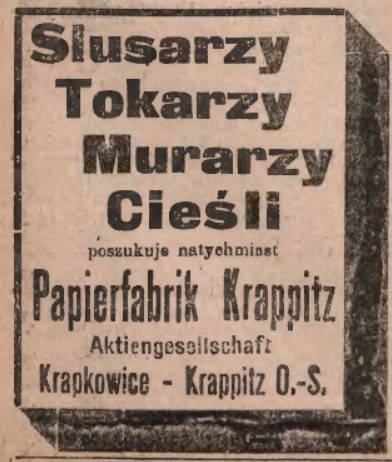 Slusarzy
Tokarzy
Murarzy
Cieśli
poszukuje natychmiast
Papierfabrik Krappitz
Aktiengesellschaft
Krapkowice - Krappitz O.-S.